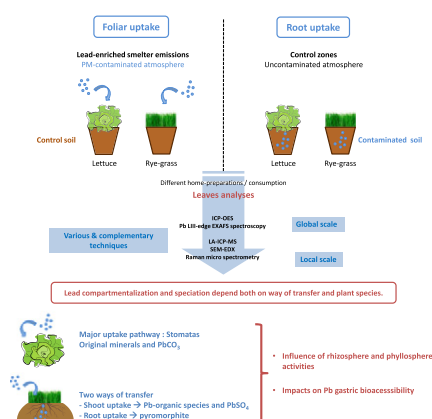 Foliar uptake
Root uptake
Lead-enriched smelter emissions
PM-contaminated atmosphere
Control zones
Uncontaminated atmosphere
Control soil
Contaminated soil
Lettuce
Rye-grass
Lettuce
Rye-grass
Different home-preparations / consumption
Leaves analyses
Various & complementary
techniques
ICP-OES
Pb LIII-edge EXAFS spectroscopy
Global scale
LA-ICP-MS
SEM-EDX
Raman micro spectrometry
Local scale
Lead compartmentalization and speciation depend both on way of transfer and plant species.
Major uptake pathway : Stomatas
Original minerals and PbCO3
Two ways of transfer
- Shoot uptake → Pb-organic species and PbSO4
- Root uptake → pyromorphite
• Influence of rhizosphere and phyllosphere
activities
• Impacts on Pb gastric bioacesssibility